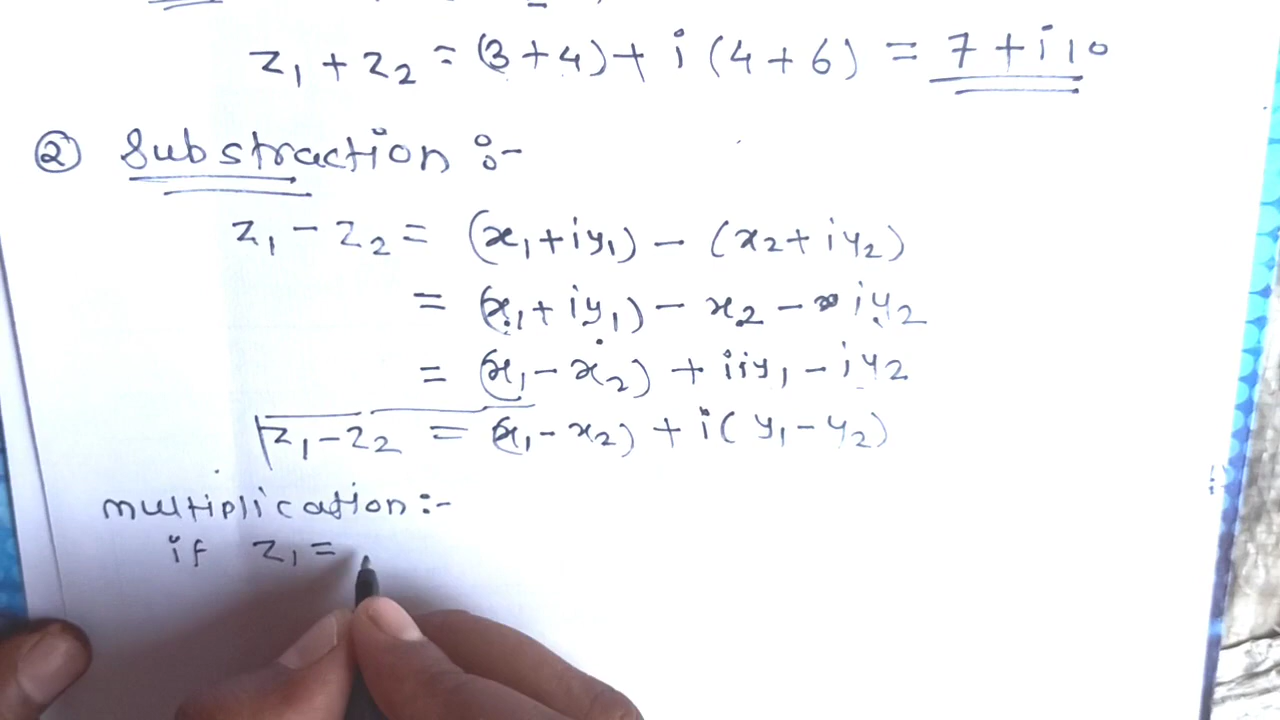 z₁ + z₂ = (3+4) + i (4+6) = 7 + i10
② Substraction :-
z₁ - z₂ = (x₁+iy₁) - (x₂+iy₂)
= (x₁+iy₁) - x₂ - iy₂
= (x₁-x₂) + iiy₁ - iy₂
z₁-z₂ = (x₁-x₂) + i( y₁-y₂)
multiplication :-
if z₁ =